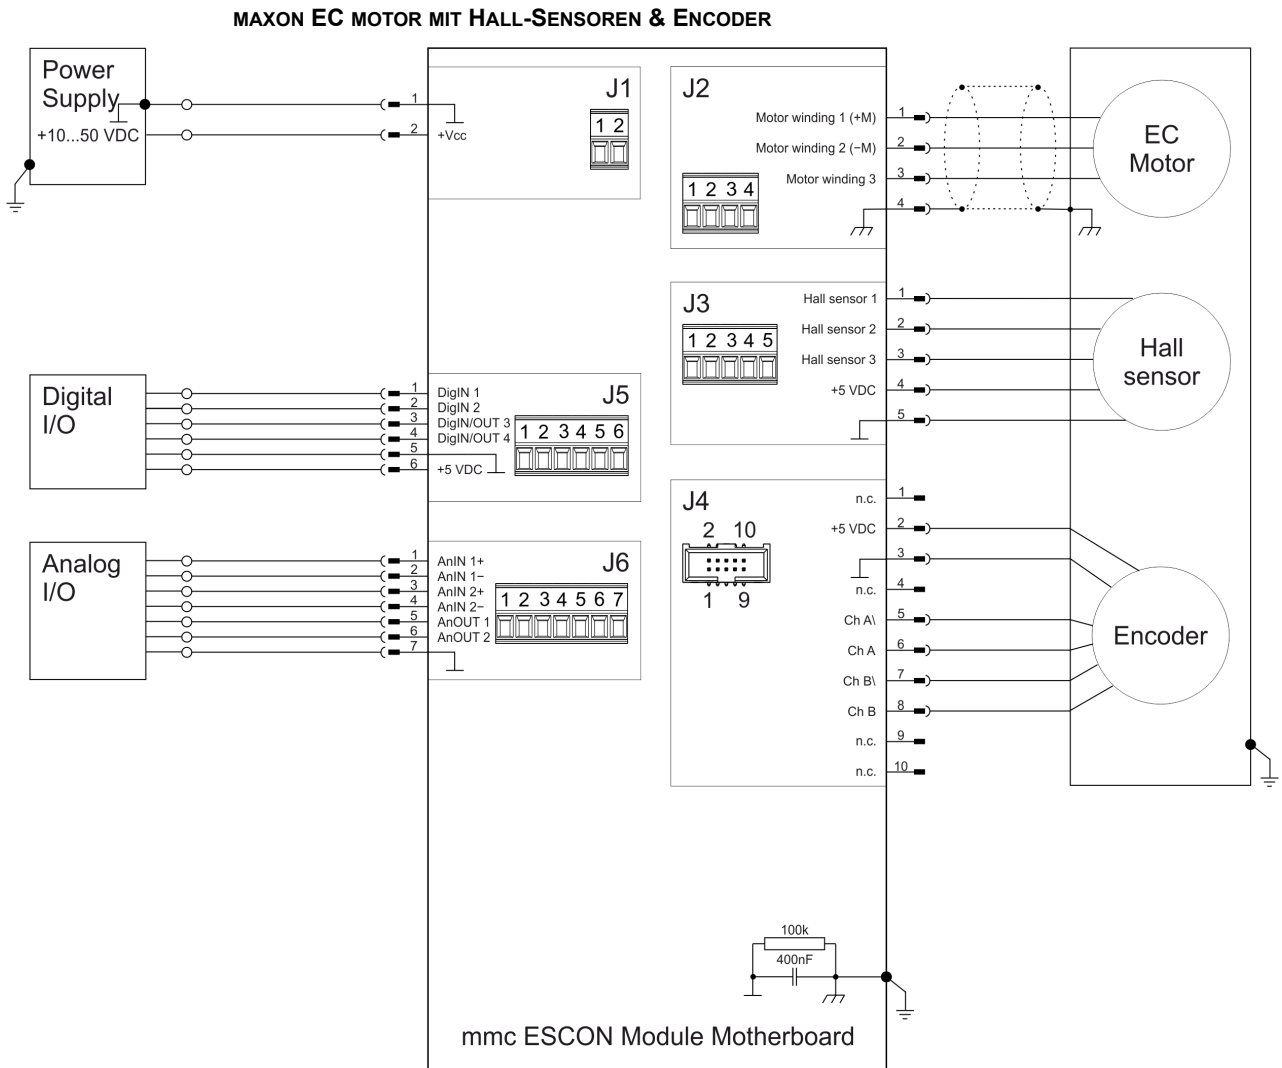 MAXON EC MOTOR MIT HALL-SENSOREN & ENCODER
Power
Supply
+10...50 VDC
1
2
+Vcc
J1
1 2
J2
Motor winding 1 (+M)
Motor winding 2 (−M)
Motor winding 3
1 2 3 4
1
2
3
4
EC
Motor
J3
Hall sensor 1
Hall sensor 2
Hall sensor 3
+5 VDC
1 2 3 4 5
1
2
3
4
5
Hall
sensor
Digital
I/O
1
2
3
4
5
6
DigIN 1
DigIN 2
DigIN/OUT 3
DigIN/OUT 4
+5 VDC
J5
1 2 3 4 5 6
J4
2 10
1 9
n.c.
+5 VDC
n.c.
Ch A\
Ch A
Ch B\
Ch B
n.c.
n.c.
1
2
3
4
5
6
7
8
9
10
Encoder
Analog
I/O
1
2
3
4
5
6
7
AnIN 1+
AnIN 1−
AnIN 2+
AnIN 2−
AnOUT 1
AnOUT 2
J6
1 2 3 4 5 6 7
100k
400nF
mmc ESCON Module Motherboard